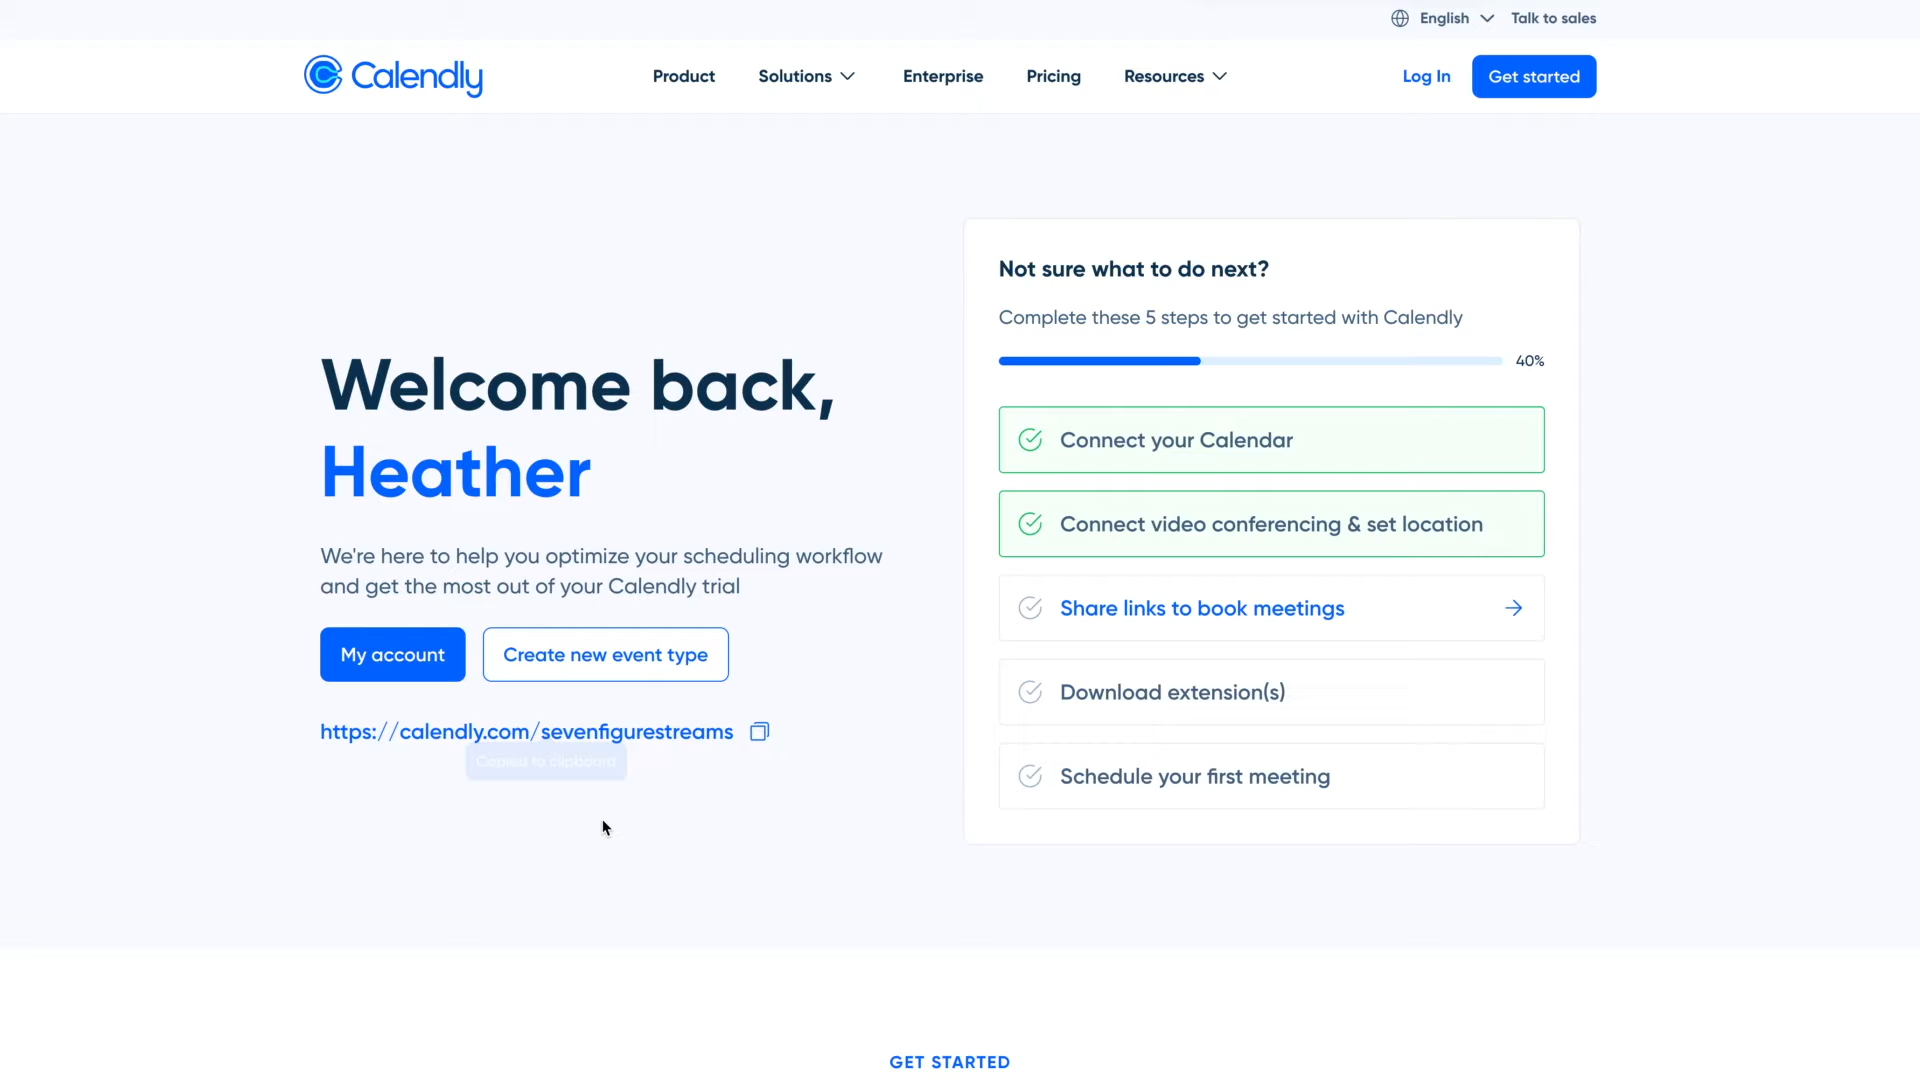 English
Talk to sales
Calendly
Product
Solutions
Enterprise
Pricing
Resources
Log In
Get started
Welcome back,
Heather
We're here to help you optimize your scheduling workflow
and get the most out of your Calendly trial
My account
Create new event type
https://calendly.com/sevenfigurestreams
Copied to clipboard
Not sure what to do next?
Complete these 5 steps to get started with Calendly
40%
Connect your Calendar
Connect video conferencing & set location
Share links to book meetings
Download extension(s)
Schedule your first meeting
GET STARTED